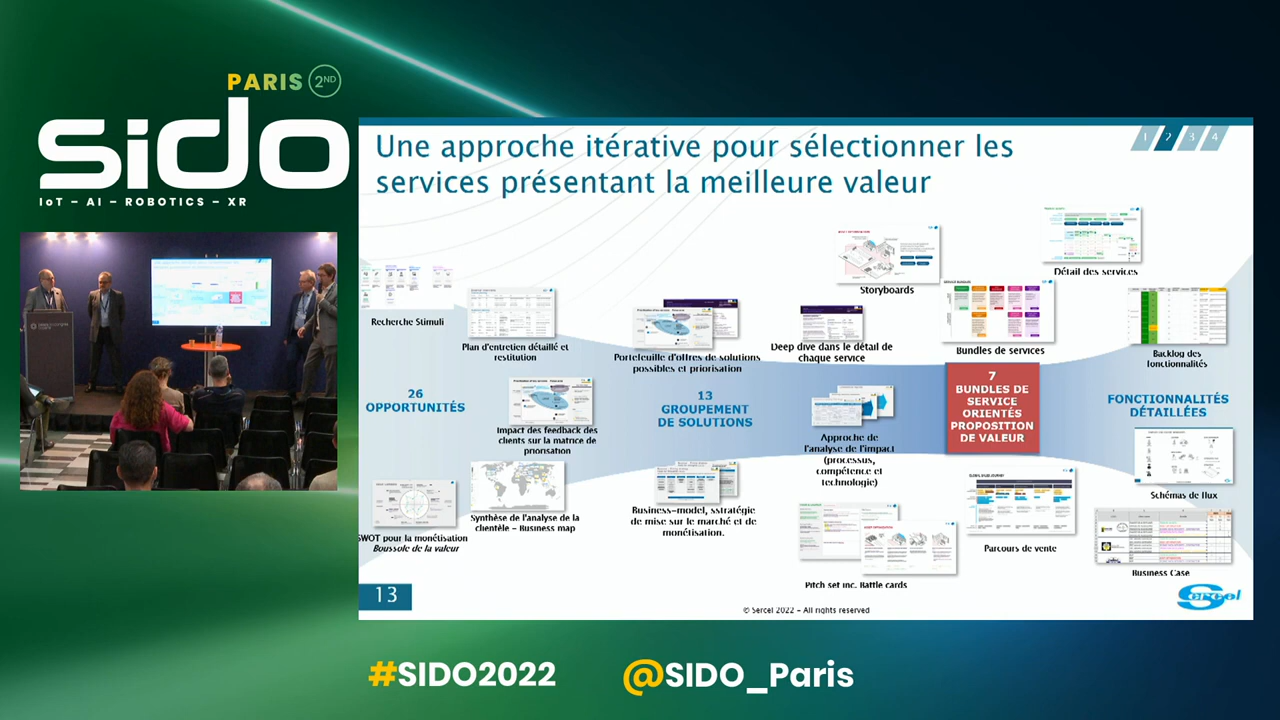 PARIS 2ND
sido
IoT – AI – ROBOTICS – XR
Une approche itérative pour sélectionner les
services présentant la meilleure valeur
1 2 3 4
Storyboards
Détail des services
Recherche Stimuli
Plan d'entretien détaillé et
restitution
Portefeuille d'offres de solutions
possibles et priorisation
Deep dive dans le détail de
chaque service
Bundles de services
Backlog des
fonctionnalités
26
OPPORTUNITÉS
Impact des feedback des
clients sur la matrice de
priorisation
13
GROUPEMENT
DE SOLUTIONS
Approche de
l'analyse de l'impact
(processus,
compétence et
technologie)
7
BUNDLES DE
SERVICE
ORIENTÉS
PROPOSITION
DE VALEUR
FONCTIONNALITÉS
DÉTAILLÉES
SWOT pour la monétisation
Boussole de la valeur
Synthèse de l'analyse de la
clientèle – Business map
Business-model, sstratégie
de mise sur le marché et de
monétisation.
Pitch set inc. Battle cards
Parcours de vente
Schémas de flux
Business Case
13
© Sercel 2022 – All rights reserved
Sercel
#SIDO2022
@SIDO_Paris